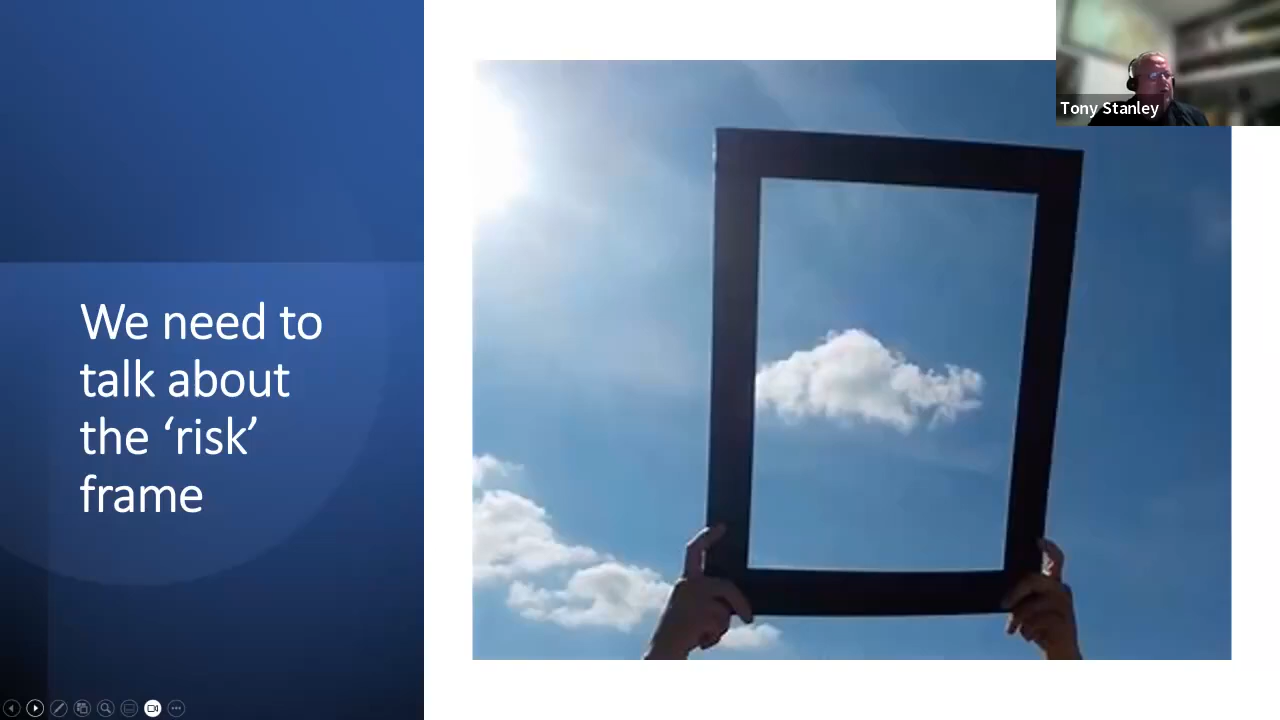 We need to
talk about
the ‘risk’
frame
Tony Stanley